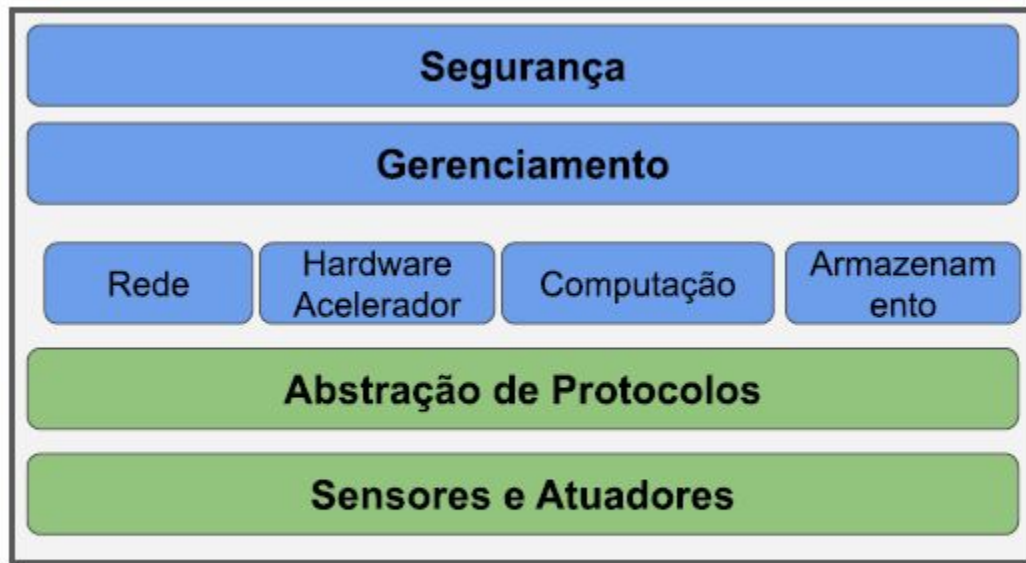 Segurança
Gerenciamento
Rede
Hardware
Acelerador
Computação
Armazenam
ento
Abstração de Protocolos
Sensores e Atuadores